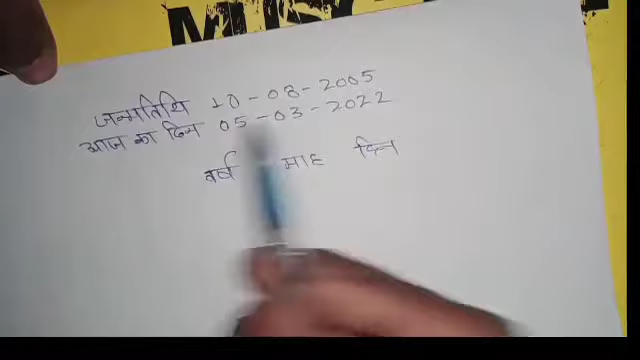 जन्मतिथि 10-08-2005
आज का दिन 05-03-2022
वर्ष माह दिन